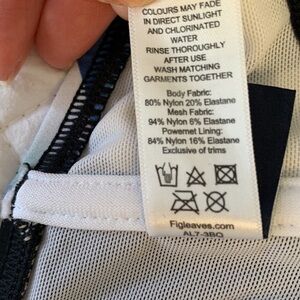 COLOURS MAY FADE
IN DIRECT SUNLIGHT
AND CHLORINATED
WATER
RINSE THOROUGHLY
AFTER USE
WASH MATCHING
GARMENTS TOGETHER
Body Fabric:
80% Nylon 20% Elastane
Mesh Fabric:
94% Nylon 6% Elastane
Powernet Lining:
84% Nylon 16% Elastane
Exclusive of trims
Figleaves.com
AL7-3BQ